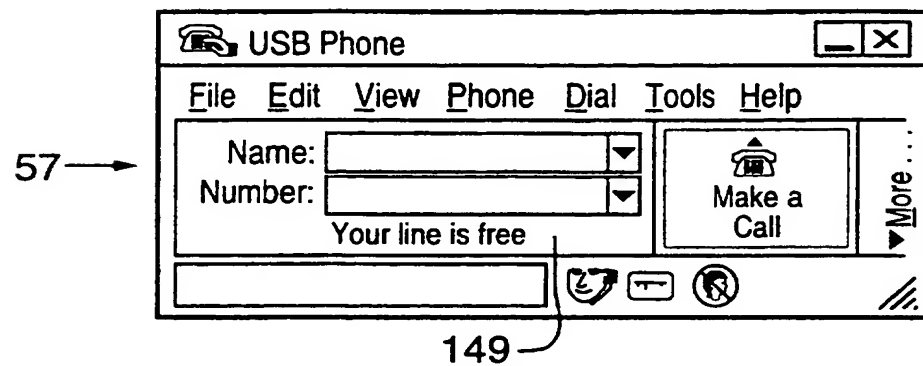 USB Phone
File Edit View Phone Dial Tools Help
57
Name:
Number:
Your line is free
Make a
Call
More...
149